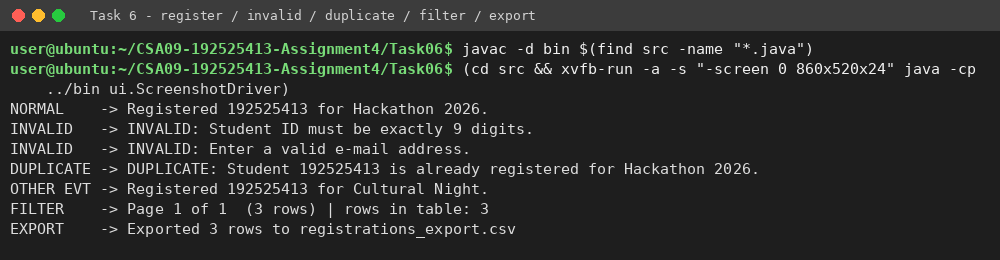 Task 6 - register / invalid / duplicate / filter / export
user@ubuntu:~/CSA09-192525413-Assignment4/Task06$ javac -d bin $(find src -name "*.java")
user@ubuntu:~/CSA09-192525413-Assignment4/Task06$ (cd src && xvfb-run -a -s "-screen 0 860x520x24" java -cp
    ../bin ui.ScreenshotDriver)
NORMAL    -> Registered 192525413 for Hackathon 2026.
INVALID   -> INVALID: Student ID must be exactly 9 digits.
INVALID   -> INVALID: Enter a valid e-mail address.
DUPLICATE -> DUPLICATE: Student 192525413 is already registered for Hackathon 2026.
OTHER EVT -> Registered 192525413 for Cultural Night.
FILTER    -> Page 1 of 1  (3 rows) | rows in table: 3
EXPORT    -> Exported 3 rows to registrations_export.csv